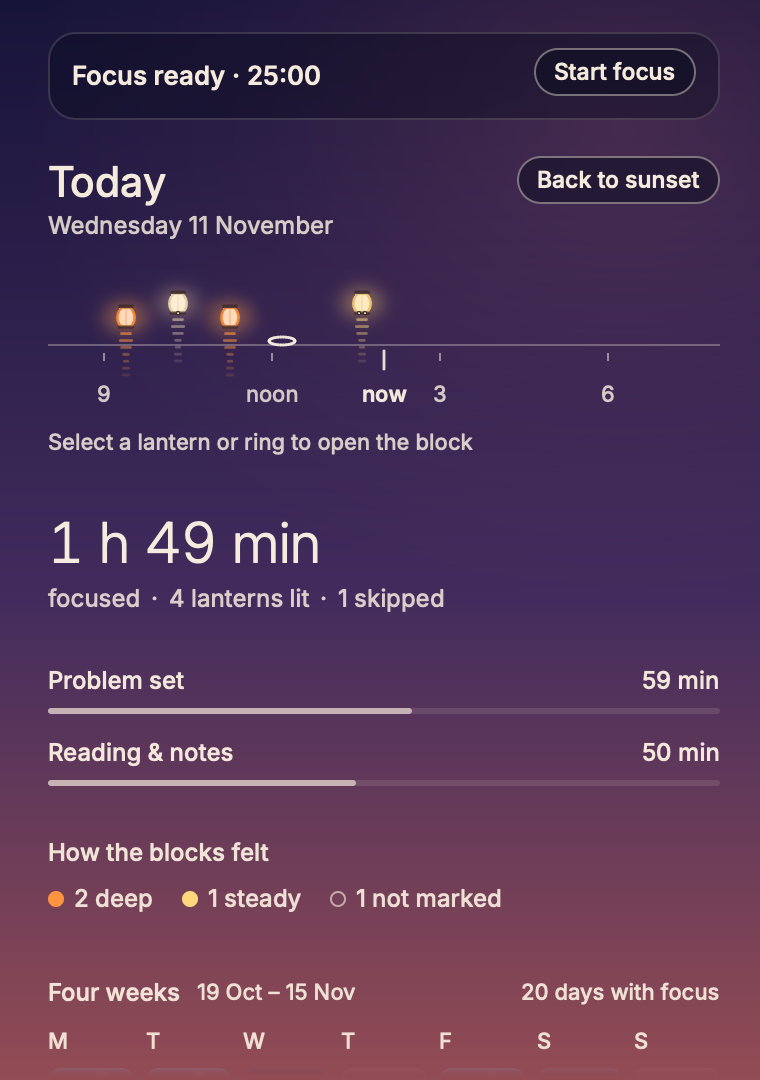 Focus ready · 25:00
Start focus
Today
Back to sunset
Wednesday 11 November
9 noon now 3 6
Select a lantern or ring to open the block
1 h 49 min
focused · 4 lanterns lit · 1 skipped
Problem set 59 min
Reading & notes 50 min
How the blocks felt
2 deep 1 steady 1 not marked
Four weeks 19 Oct – 15 Nov 20 days with focus
M T W T F S S